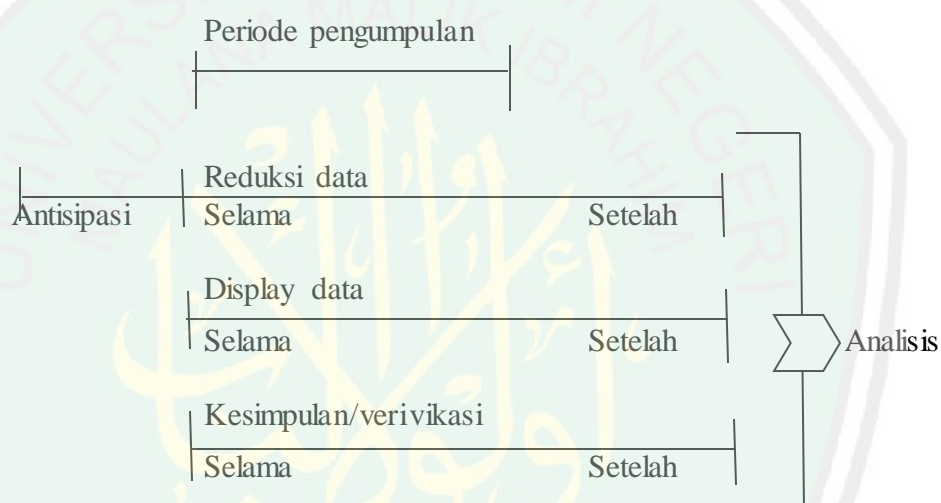 Periode pengumpulan
Reduksi data
Antisipasi Selama Setelah
Display data
Selama Setelah
Analisis
Kesimpulan/verivikasi
Selama Setelah